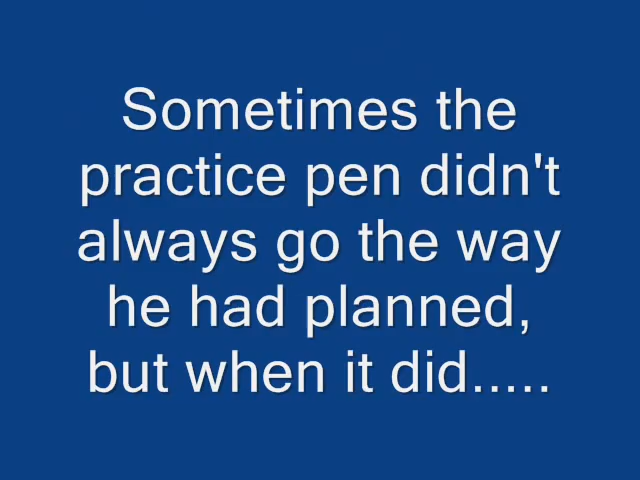 Sometimes the
practice pen didn't
always go the way
he had planned,
but when it did.....